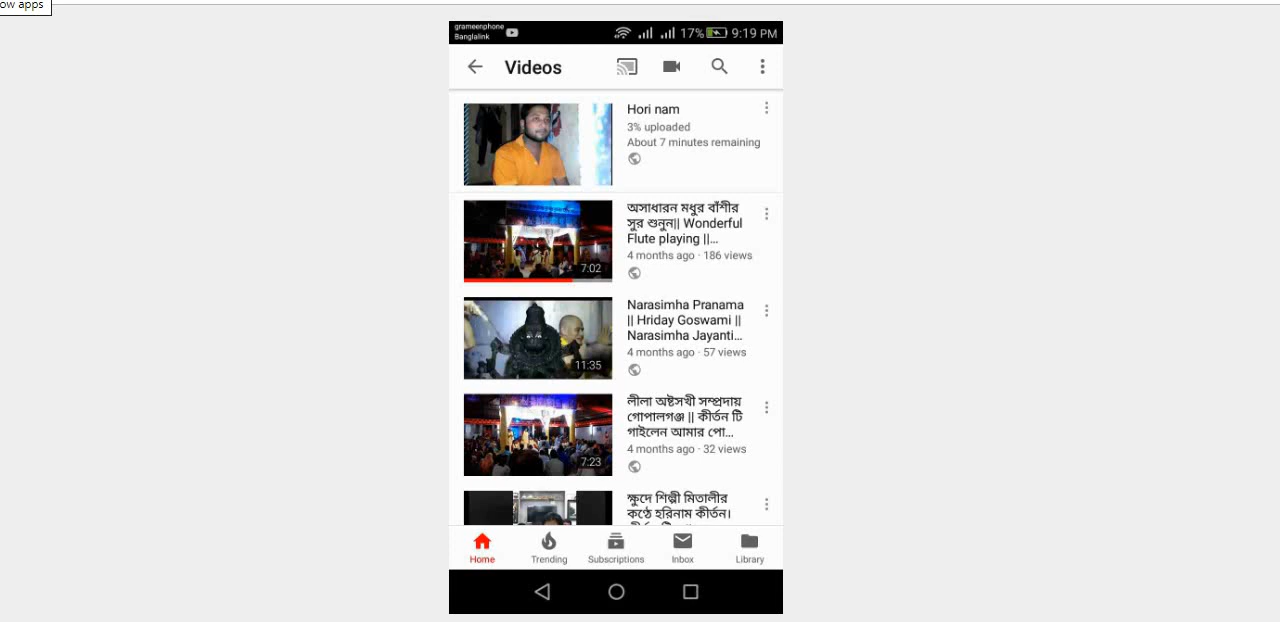 ow apps
grameenphone
Banglalink
17%
9:19 PM
Videos
Hori nam
3% uploaded
About 7 minutes remaining
অসাধারন মধুর বাঁশীর
সুর শুনুন|| Wonderful
Flute playing ||...
4 months ago · 186 views
7:02
Narasimha Pranama
|| Hriday Goswami ||
Narasimha Jayanti...
4 months ago · 57 views
11:35
লীলা অষ্টসখী সম্প্রদায়
গোপালগঞ্জ || কীর্তন টি
গাইলেন আমার পো...
4 months ago · 32 views
7:23
ক্ষুদে শিল্পী মিতালীর
কণ্ঠে হরিনাম কীর্তন।
Home
Trending
Subscriptions
Inbox
Library